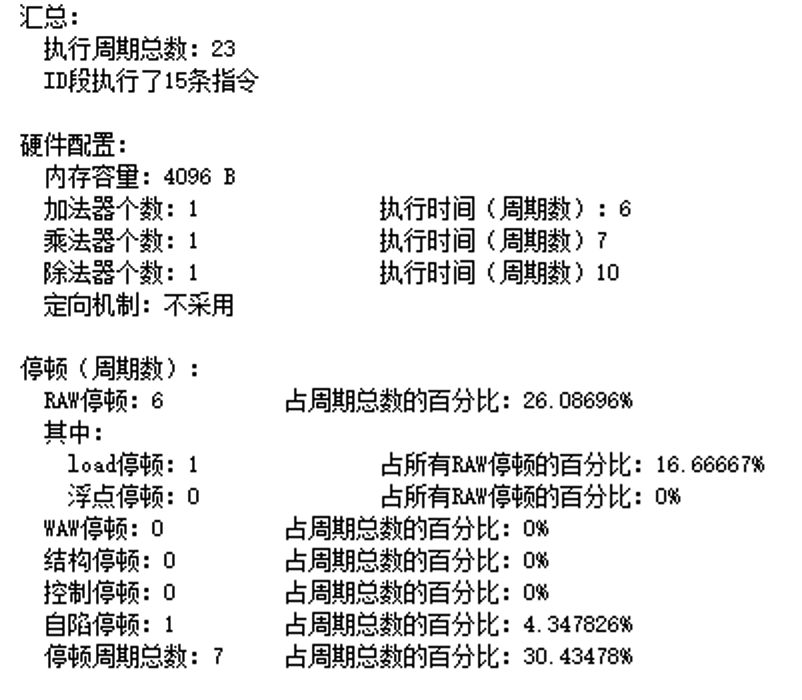 汇总：
执行周期总数：23
ID段执行了15条指令
硬件配置：
内存容量：4096 B
加法器个数：1 执行时间（周期数）：6
乘法器个数：1 执行时间（周期数）7
除法器个数：1 执行时间（周期数）10
定向机制：不采用
停顿（周期数）：
RAW停顿：6 占周期总数的百分比：26.08696%
其中：
load停顿：1 占所有RAW停顿的百分比：16.66667%
浮点停顿：0 占所有RAW停顿的百分比：0%
WAW停顿：0 占周期总数的百分比：0%
结构停顿：0 占周期总数的百分比：0%
控制停顿：0 占周期总数的百分比：0%
自陷停顿：1 占周期总数的百分比：4.347826%
停顿周期总数：7 占周期总数的百分比：30.43478%